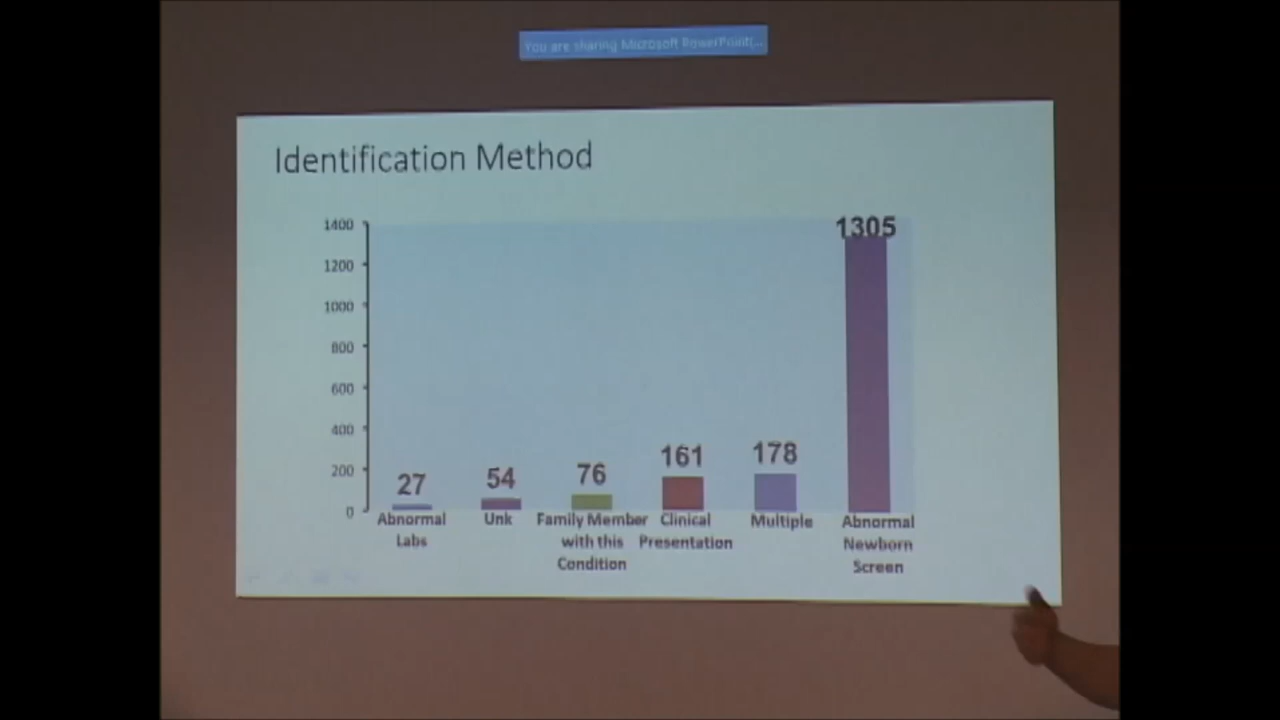 You are sharing Microsoft PowerPoint(...
Identification Method
1400
1200
1000
800
600
400
200
0
27
54
76
161
178
1305
Abnormal
Labs
Unk
Family Member
with this
Condition
Clinical
Presentation
Multiple
Abnormal
Newborn
Screen